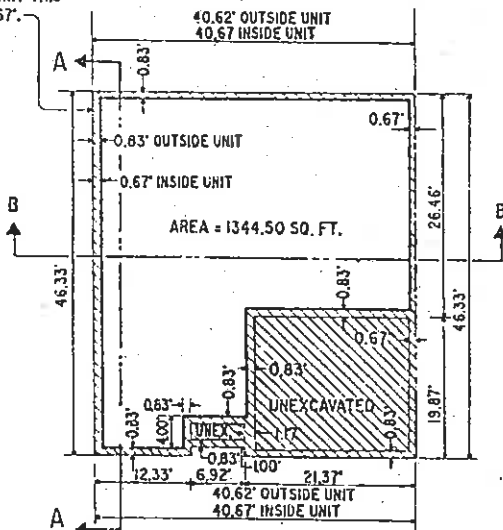 67'.
40.62' OUTSIDE UNIT
40.67 INSIDE UNIT
A
0.83'
0.67'
0.83' OUTSIDE UNIT
0.67' INSIDE UNIT
26.46'
B
AREA = 1344.50 SQ. FT.
B
46.33'
0.83'
46.33'
0.67'
0.83'
0.83'
0.83'
UNEXCAVATED
0.83'
19.87'
4.00'
UNEX.
1.17'
0.83'
0.83'
1.00'
12.33'
6.92'
21.37'
40.62' OUTSIDE UNIT
40.67' INSIDE UNIT
A